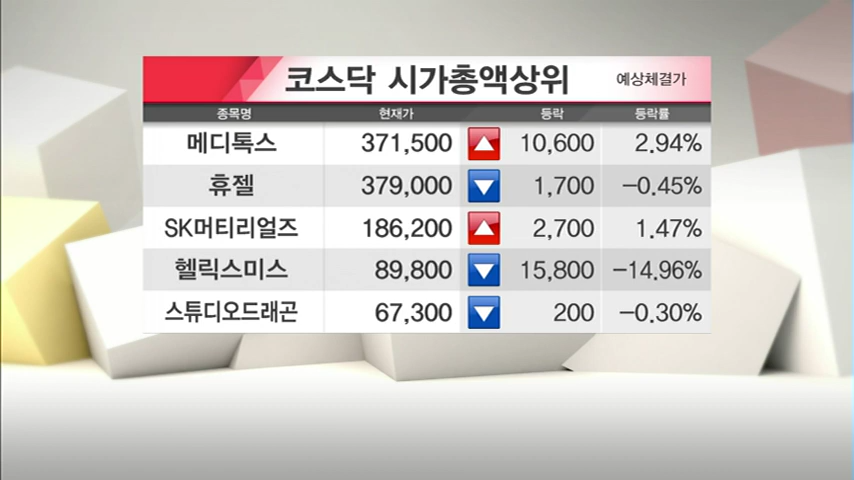 코스닥 시가총액상위 예상체결가
종목명 현재가 등락 등락률
메디톡스 371,500 ▲ 10,600 2.94%
휴젤 379,000 ▼ 1,700 -0.45%
SK머티리얼즈 186,200 ▲ 2,700 1.47%
헬릭스미스 89,800 ▼ 15,800 -14.96%
스튜디오드래곤 67,300 ▼ 200 -0.30%